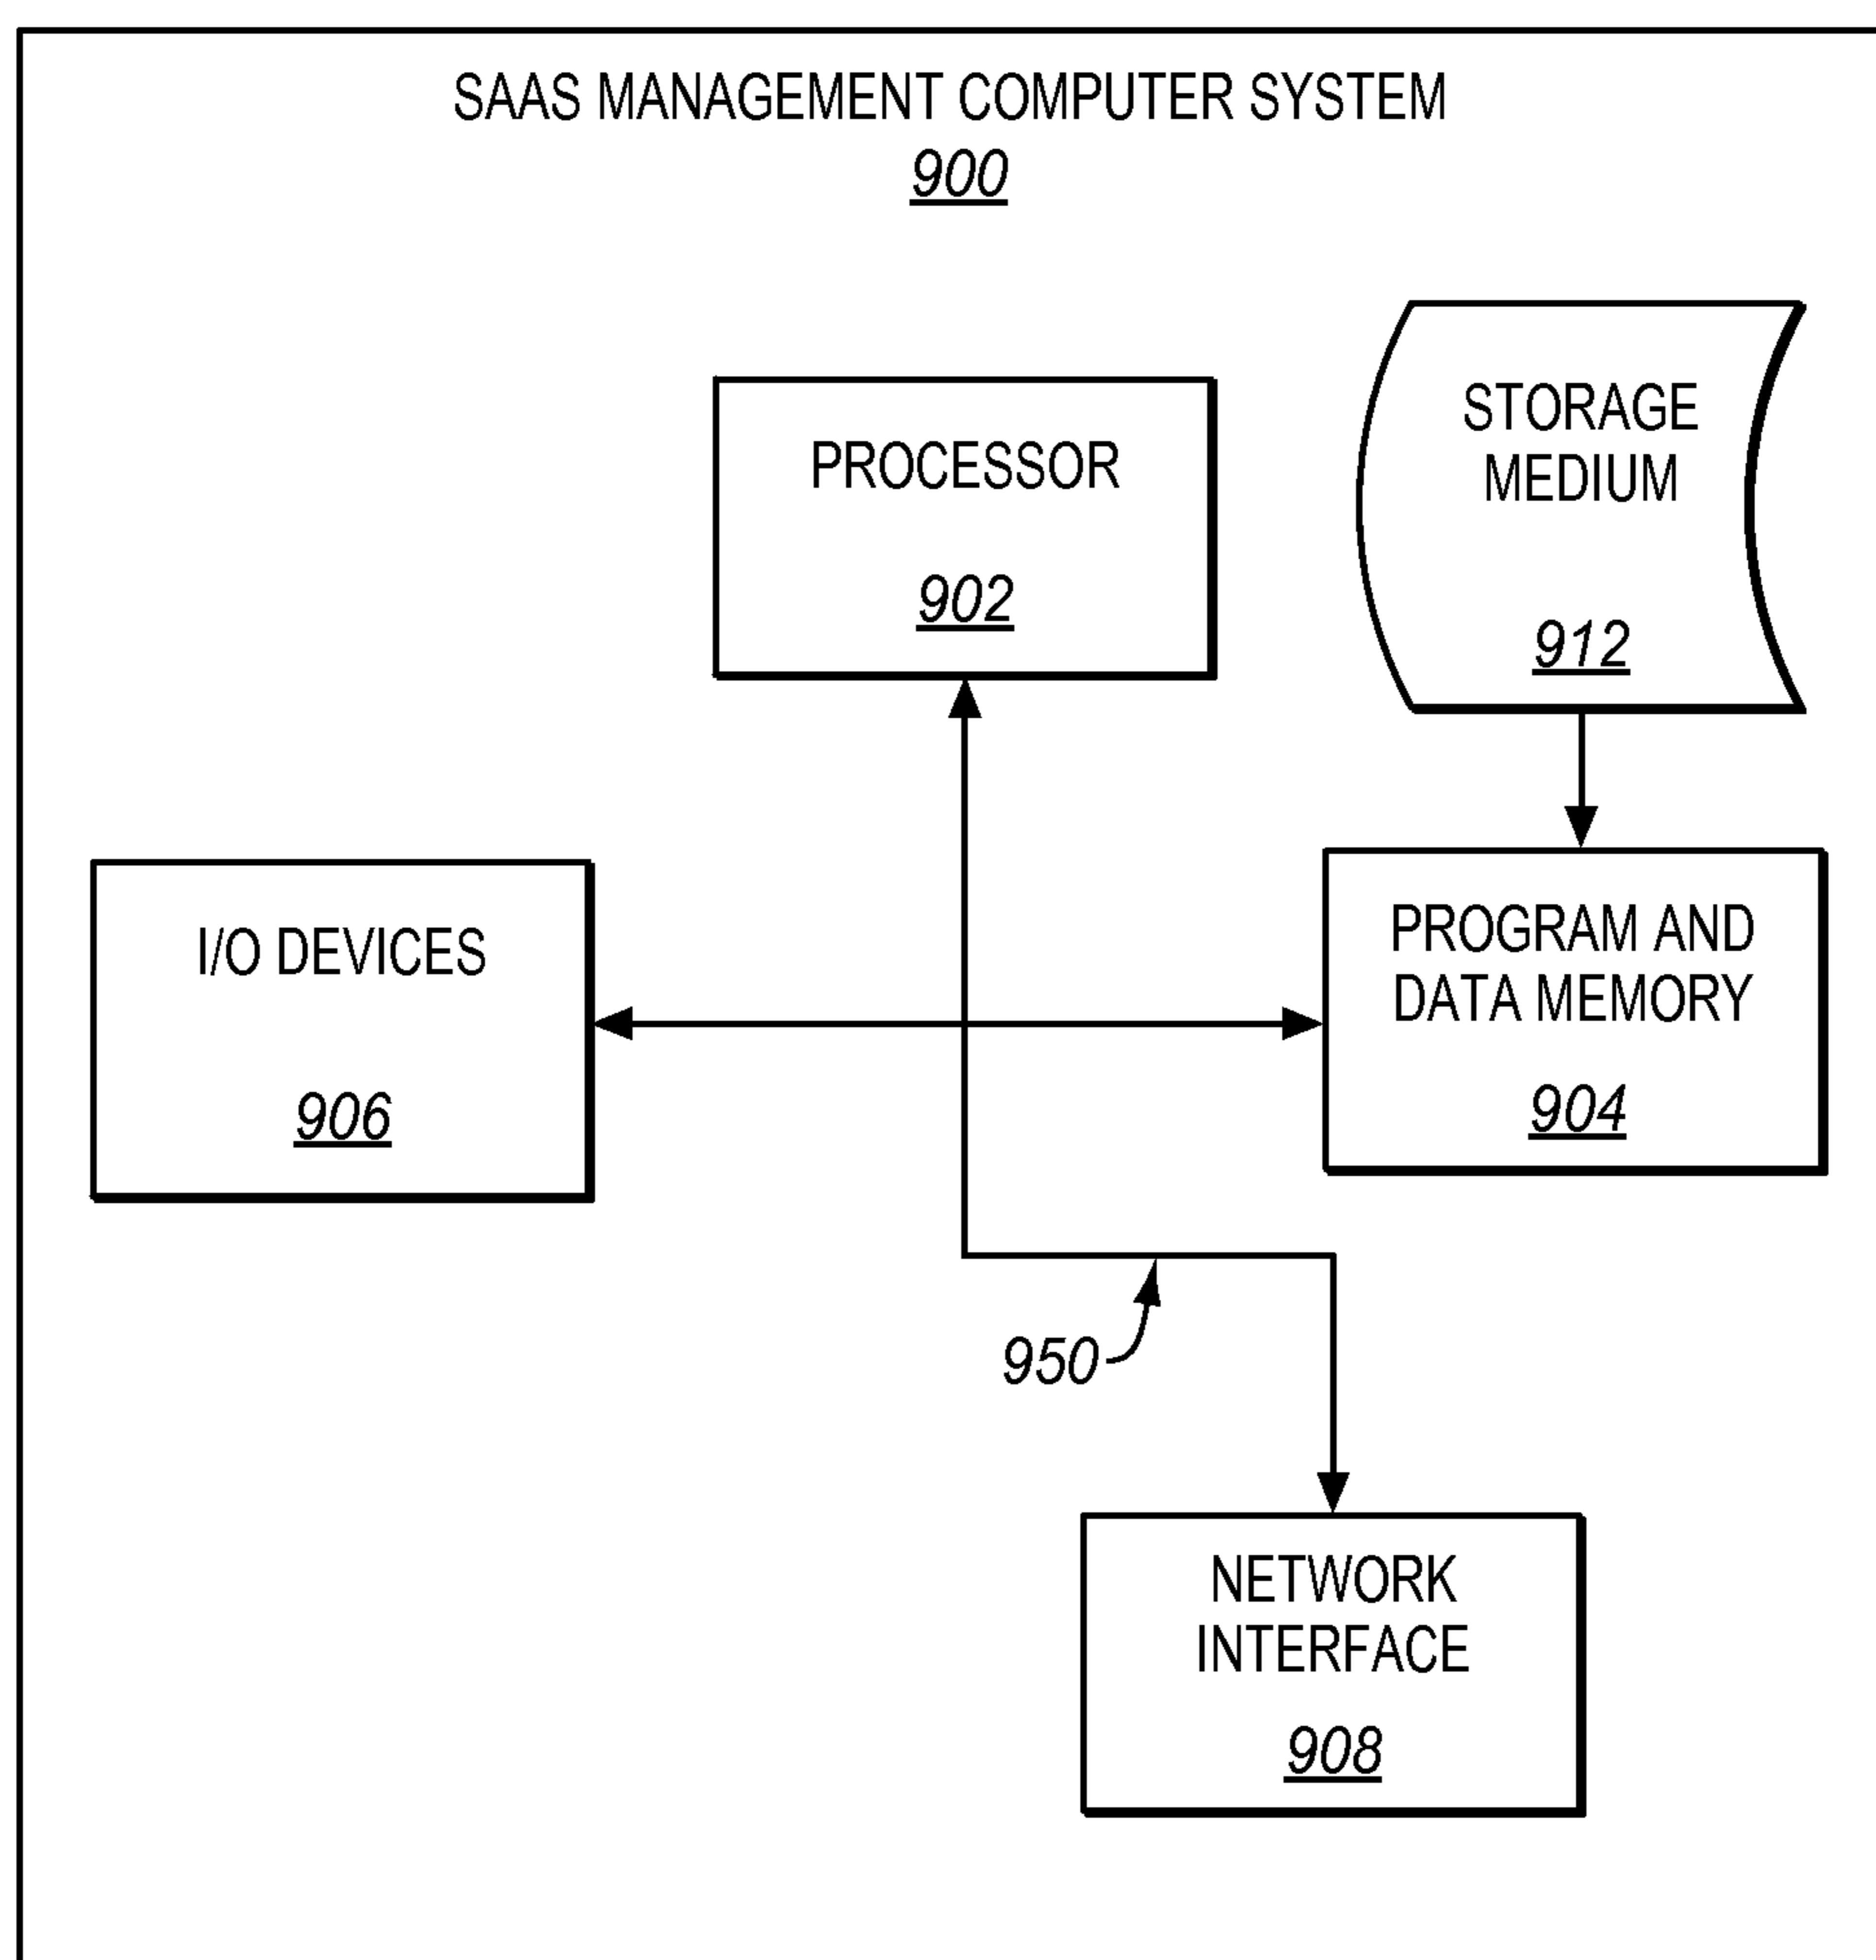 SAAS MANAGEMENT COMPUTER SYSTEM
900
PROCESSOR
902
STORAGE
MEDIUM
912
I/O DEVICES
906
PROGRAM AND
DATA MEMORY
904
950
NETWORK
INTERFACE
908